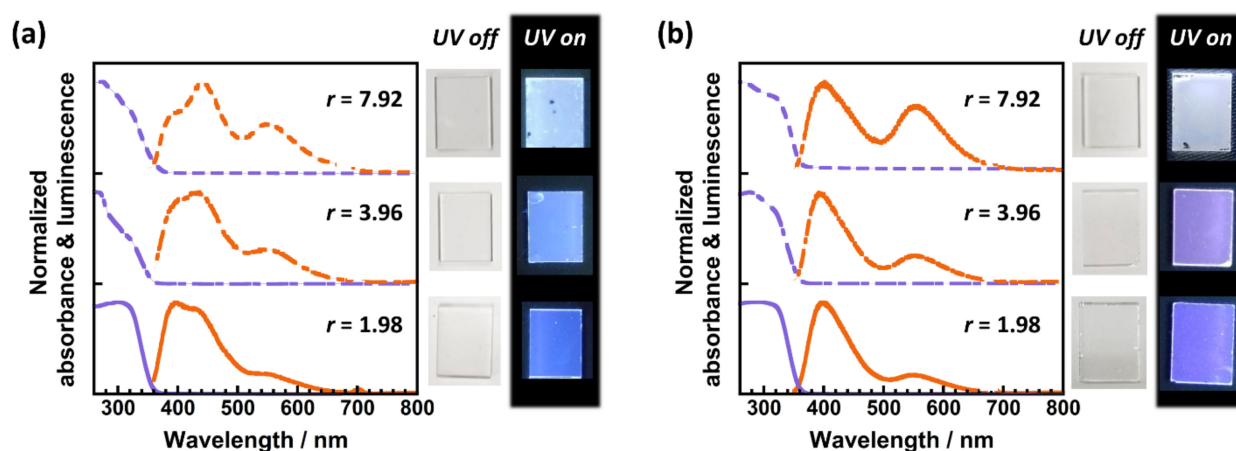 (a)
UV off
UV on
r = 7.92
r = 3.96
r = 1.98
Normalized
absorbance & luminescence
300 400 500 600 700 800
Wavelength / nm
(b)
UV off
UV on
r = 7.92
r = 3.96
r = 1.98
Normalized
absorbance & luminescence
300 400 500 600 700 800
Wavelength / nm